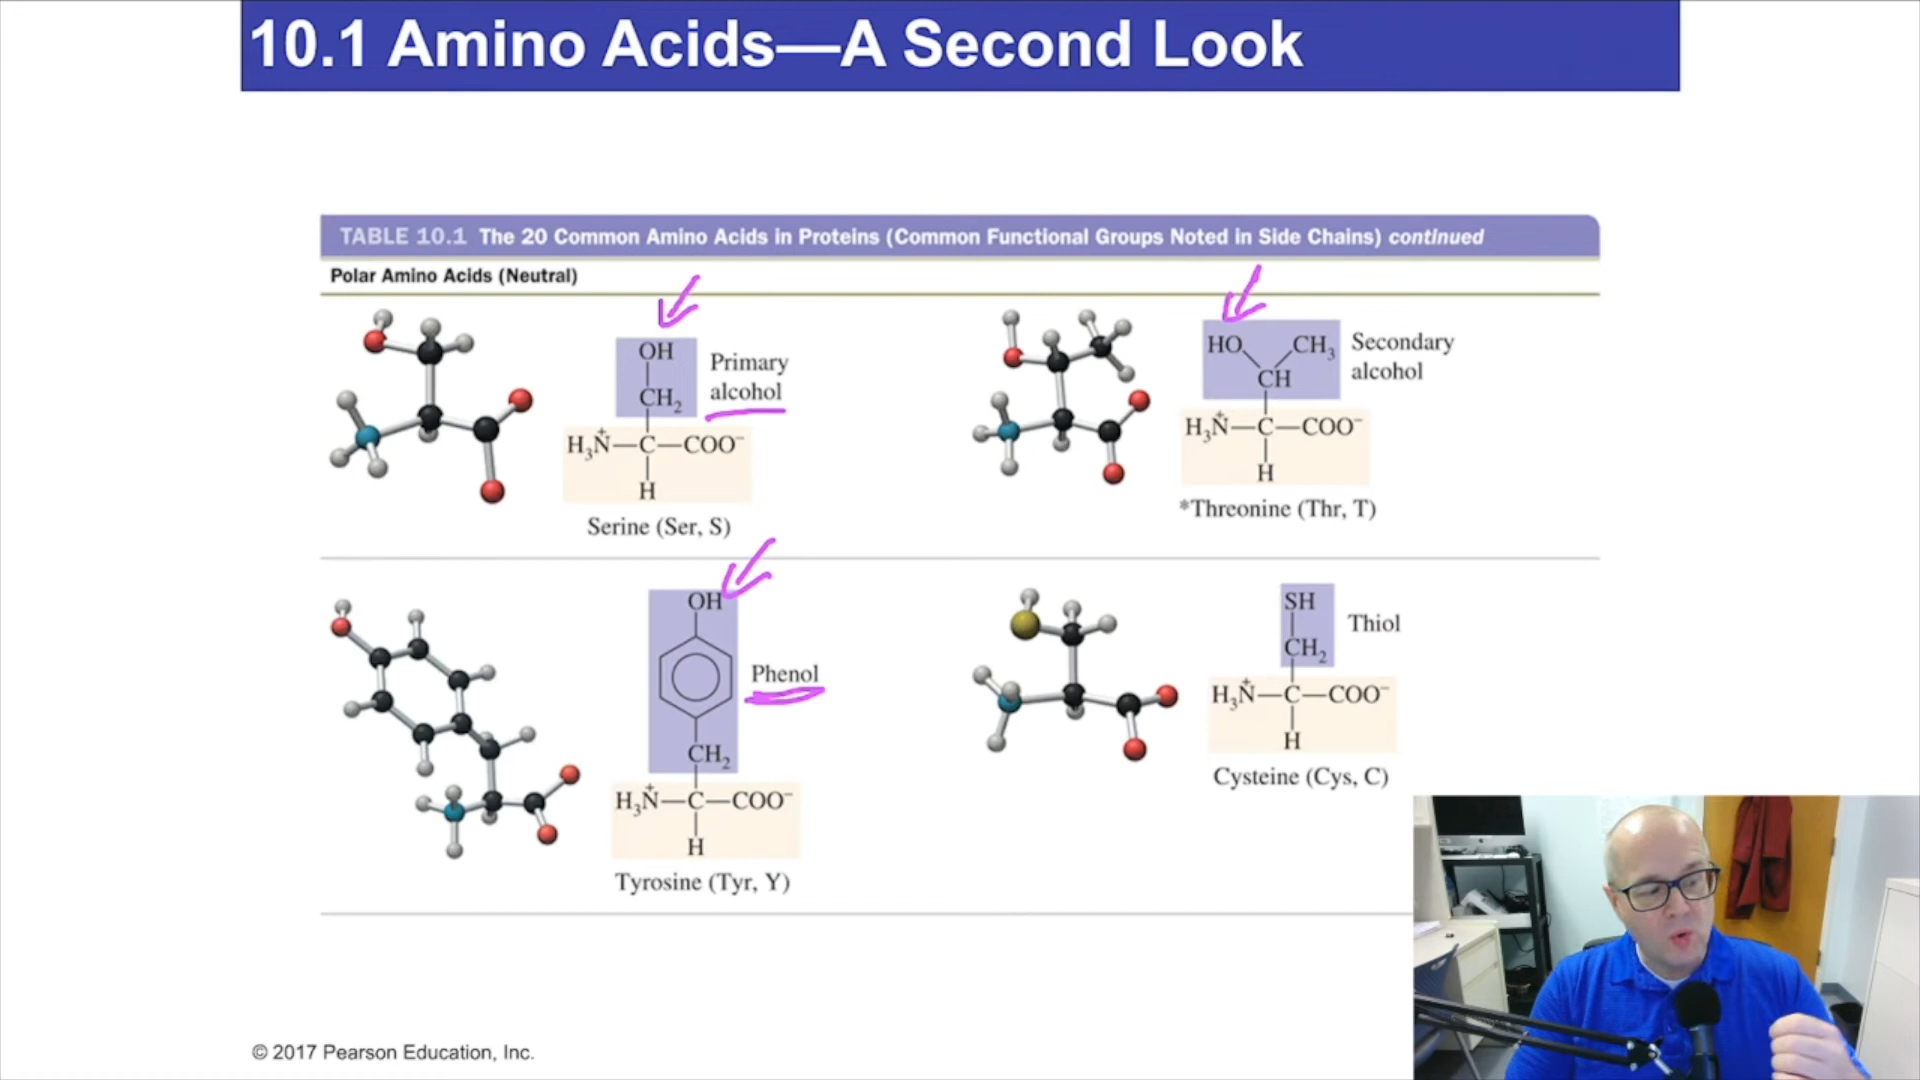 10.1 Amino Acids—A Second Look
TABLE 10.1 The 20 Common Amino Acids in Proteins (Common Functional Groups Noted in Side Chains) continued
Polar Amino Acids (Neutral)
OH
CH₂
Primary
alcohol
H₃N⁺—C—COO⁻
H
Serine (Ser, S)
HO CH₃
CH
Secondary
alcohol
H₃N⁺—C—COO⁻
H
*Threonine (Thr, T)
OH
Phenol
CH₂
H₃N⁺—C—COO⁻
H
Tyrosine (Tyr, Y)
SH
CH₂
Thiol
H₃N⁺—C—COO⁻
H
Cysteine (Cys, C)
© 2017 Pearson Education, Inc.